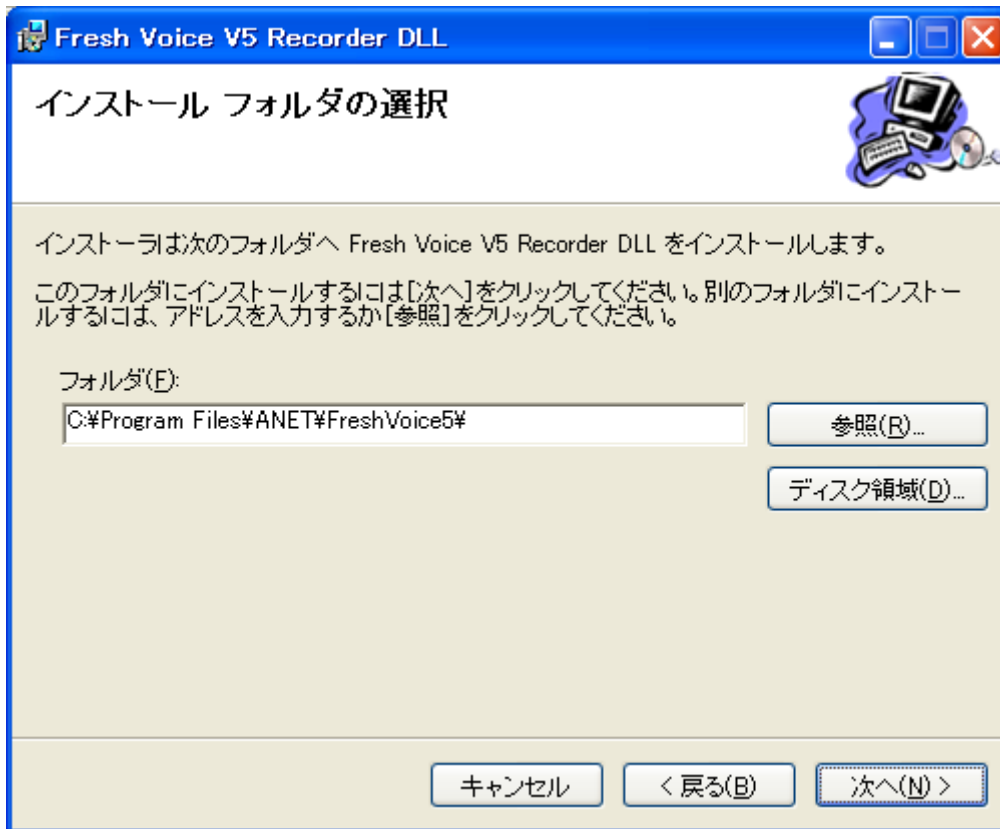 Fresh Voice V5 Recorder DLL
インストール フォルダの選択
インストーラは次のフォルダへ Fresh Voice V5 Recorder DLL をインストールします。
このフォルダにインストールするには[次へ]をクリックしてください。別のフォルダにインストー
ルするには、アドレスを入力するか[参照]をクリックしてください。
フォルダ(F):
C:¥Program Files¥ANET¥FreshVoice5¥
参照(R)...
ディスク領域(D)...
キャンセル
< 戻る(B)
次へ(N) >